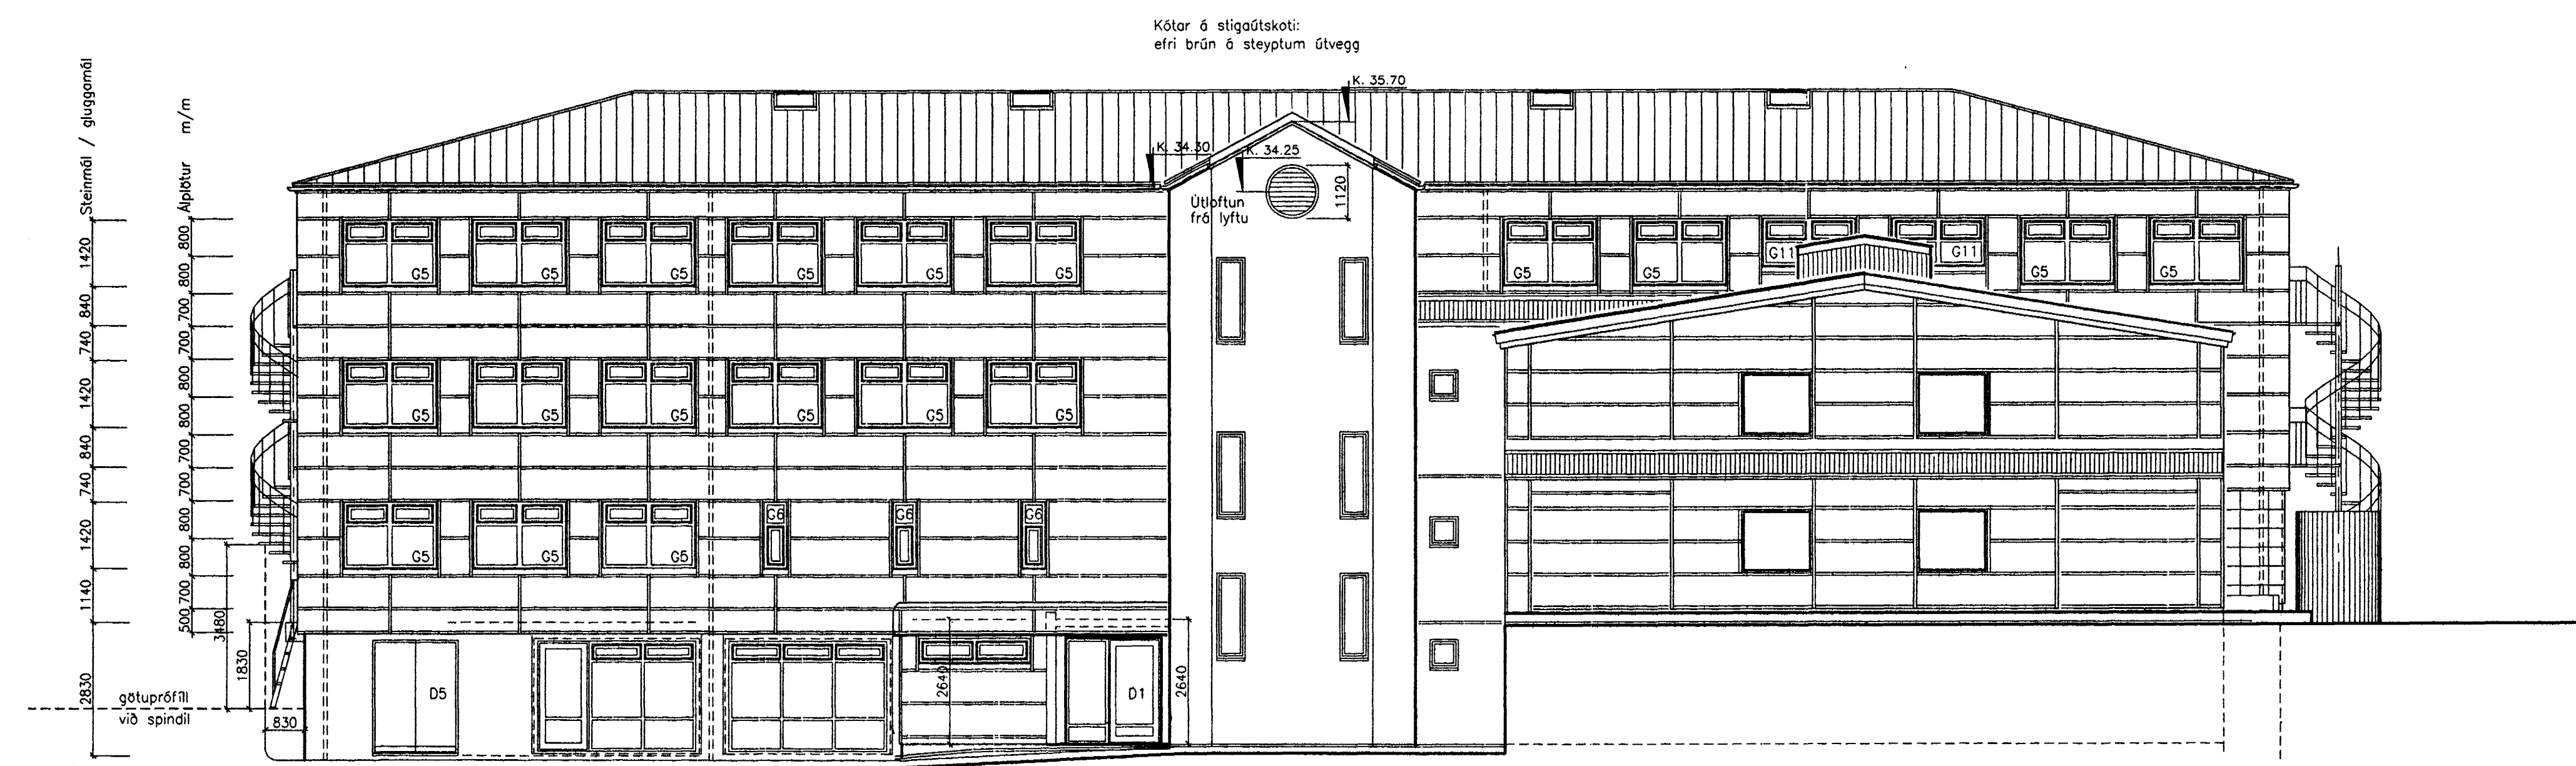 Kótar á stigaútskoti:
efri brún á steyptum útvegg
K. 35.70
K. 34.30
K. 34.25
1120
Útloftun
frá lyftu
Steinmál / gluggamál
Álplötur m/m
1420
840
740
1420
840
740
1420
1140
2830
800
800
700
700
800
800
700
700
800
800
700
500
3480
1830
830
götuprófíll
við spindil
G5 G5 G5 G5 G5 G5
G5 G5 G11 G11 G5 G5
G5 G5 G5 G5 G5 G5
G5 G5 G5 G6 G6 G6
D5
2640
D1
2640